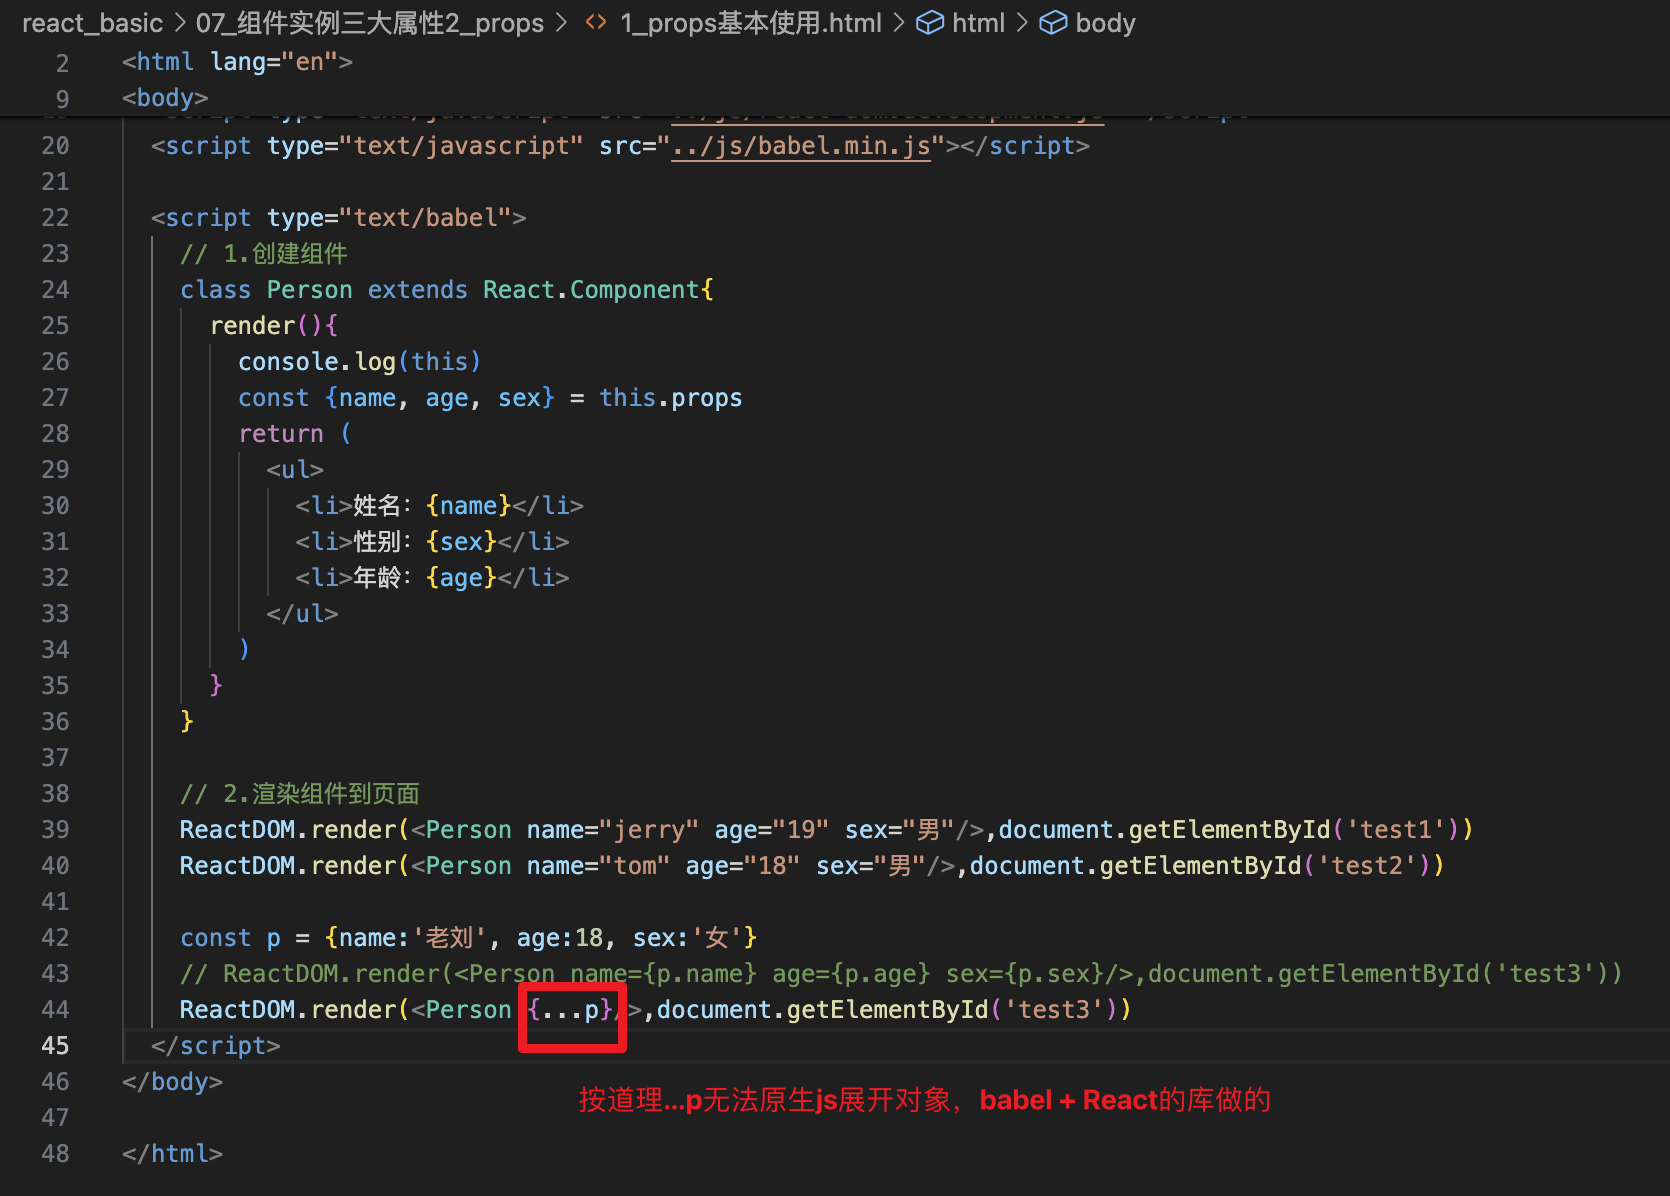 react_basic > 07_组件实例三大属性2_props > <> 1_props基本使用.html > html > body
2 <html lang="en">
9 <body>
20 <script type="text/javascript" src="../js/babel.min.js"></script>
21
22 <script type="text/babel">
23 // 1.创建组件
24 class Person extends React.Component{
25 render(){
26 console.log(this)
27 const {name, age, sex} = this.props
28 return (
29 <ul>
30 <li>姓名：{name}</li>
31 <li>性别：{sex}</li>
32 <li>年龄：{age}</li>
33 </ul>
34 )
35 }
36 }
37
38 // 2.渲染组件到页面
39 ReactDOM.render(<Person name="jerry" age="19" sex="男"/>,document.getElementById('test1'))
40 ReactDOM.render(<Person name="tom" age="18" sex="男"/>,document.getElementById('test2'))
41
42 const p = {name:'老刘', age:18, sex:'女'}
43 // ReactDOM.render(<Person name={p.name} age={p.age} sex={p.sex}/>,document.getElementById('test3'))
44 ReactDOM.render(<Person {...p}/>,document.getElementById('test3'))
45 </script>
46 </body>
按道理...p无法原生js展开对象，babel + React的库做的
47
48 </html>